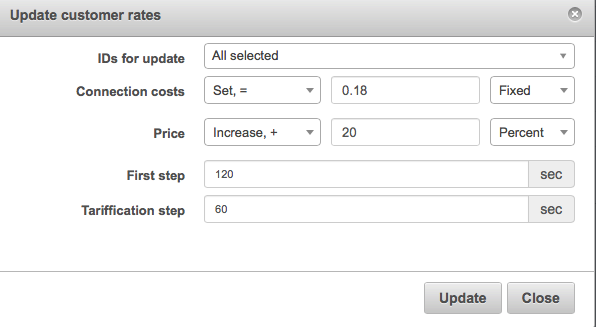 Update customer rates
IDs for update All selected
Connection costs Set, = 0.18 Fixed
Price Increase, + 20 Percent
First step 120 sec
Tariffication step 60 sec
Update Close